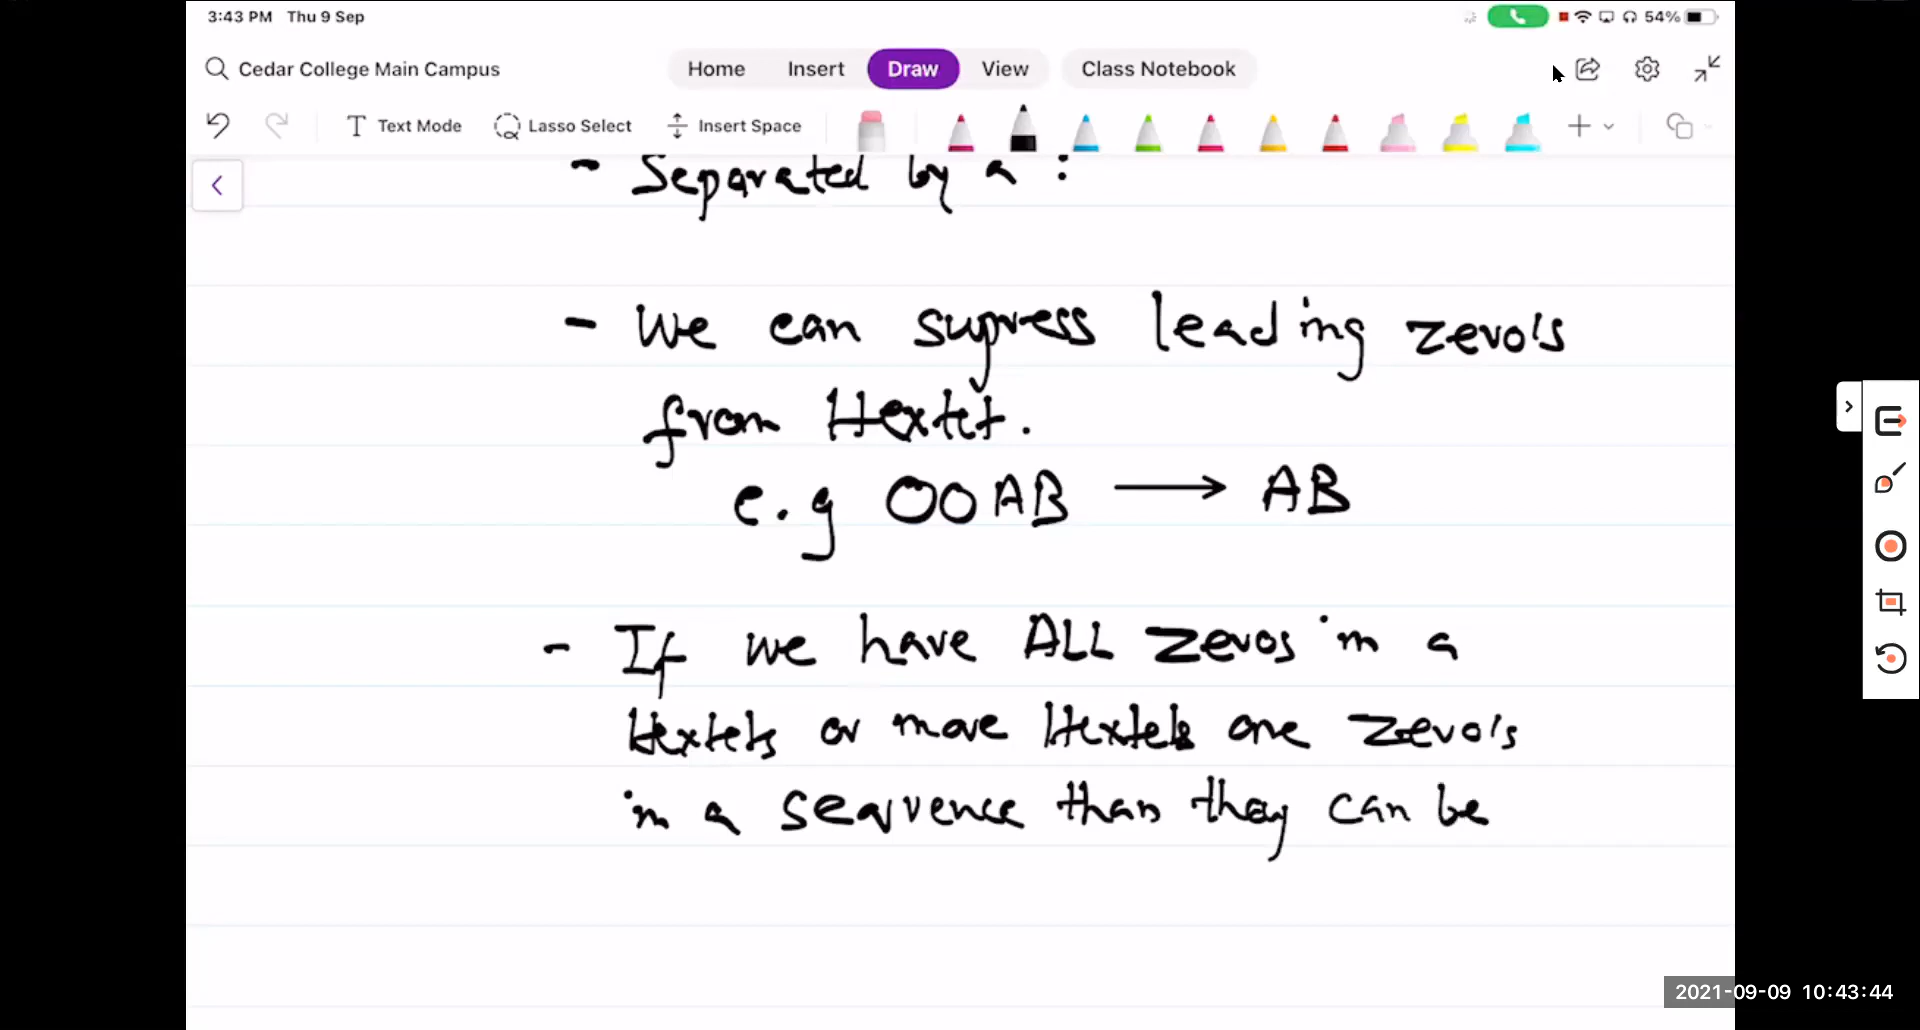 3:43 PM Thu 9 Sep 54%
Cedar College Main Campus Home Insert Draw View Class Notebook
Text Mode Lasso Select Insert Space
- Separated by a :
- We can supress leading zero's
from Hextet.
e.g 00AB → AB
- If we have ALL zeros in a
Hextets or more Hextets one zero's
in a sequence than they can be
2021-09-09 10:43:44